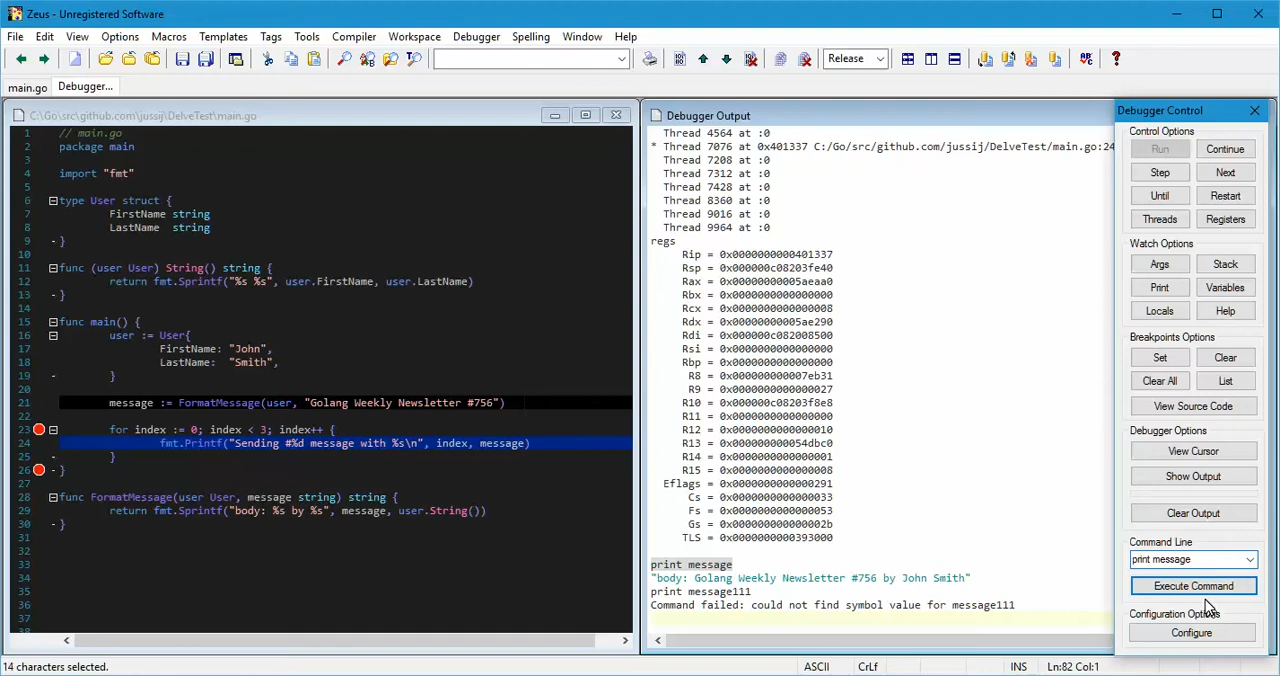 Zeus - Unregistered Software
File Edit View Options Macros Templates Tags Tools Compiler Workspace Debugger Spelling Window Help
Release
main.go Debugger...
C:\Go\src\github.com\jussij\DelveTest\main.go
1 // main.go
2 package main
3
4 import "fmt"
5
6 type User struct {
7 FirstName string
8 LastName string
9 }
10
11 func (user User) String() string {
12 return fmt.Sprintf("%s %s", user.FirstName, user.LastName)
13 }
14
15 func main() {
16 user := User{
17 FirstName: "John",
18 LastName: "Smith",
19 }
20
21 message := FormatMessage(user, "Golang Weekly Newsletter #756")
22
23 for index := 0; index < 3; index++ {
24 fmt.Printf("Sending #%d message with %s\n", index, message)
25 }
26 }
27
28 func FormatMessage(user User, message string) string {
29 return fmt.Sprintf("body: %s by %s", message, user.String())
30 }
31
32
33
34
35
36
37
38
Debugger Output
Thread 4564 at :0
* Thread 7076 at 0x401337 C:/Go/src/github.com/jussij/DelveTest/main.go:24
Thread 7208 at :0
Thread 7312 at :0
Thread 7428 at :0
Thread 8360 at :0
Thread 9016 at :0
Thread 9964 at :0
regs
Rip = 0x0000000000401337
Rsp = 0x000000c08203fe40
Rax = 0x00000000005aeaa0
Rbx = 0x0000000000000000
Rcx = 0x0000000000000008
Rdx = 0x00000000005ae290
Rdi = 0x000000c082008500
Rsi = 0x0000000000000000
Rbp = 0x0000000000000000
R8 = 0x000000000007eb31
R9 = 0x0000000000000027
R10 = 0x000000c08203f8e8
R11 = 0x0000000000000000
R12 = 0x0000000000000010
R13 = 0x000000000054dbc0
R14 = 0x0000000000000001
R15 = 0x0000000000000008
Eflags = 0x0000000000000291
Cs = 0x0000000000000033
Fs = 0x0000000000000053
Gs = 0x000000000000002b
TLS = 0x0000000000393000
print message
"body: Golang Weekly Newsletter #756 by John Smith"
print message111
Command failed: could not find symbol value for message111
Debugger Control
Control Options
Run Continue
Step Next
Until Restart
Threads Registers
Watch Options
Args Stack
Print Variables
Locals Help
Breakpoints Options
Set Clear
Clear All List
View Source Code
Debugger Options
View Cursor
Show Output
Clear Output
Command Line
print message
Execute Command
Configuration Options
Configure
14 characters selected.
ASCII CrLf INS Ln:82 Col:1